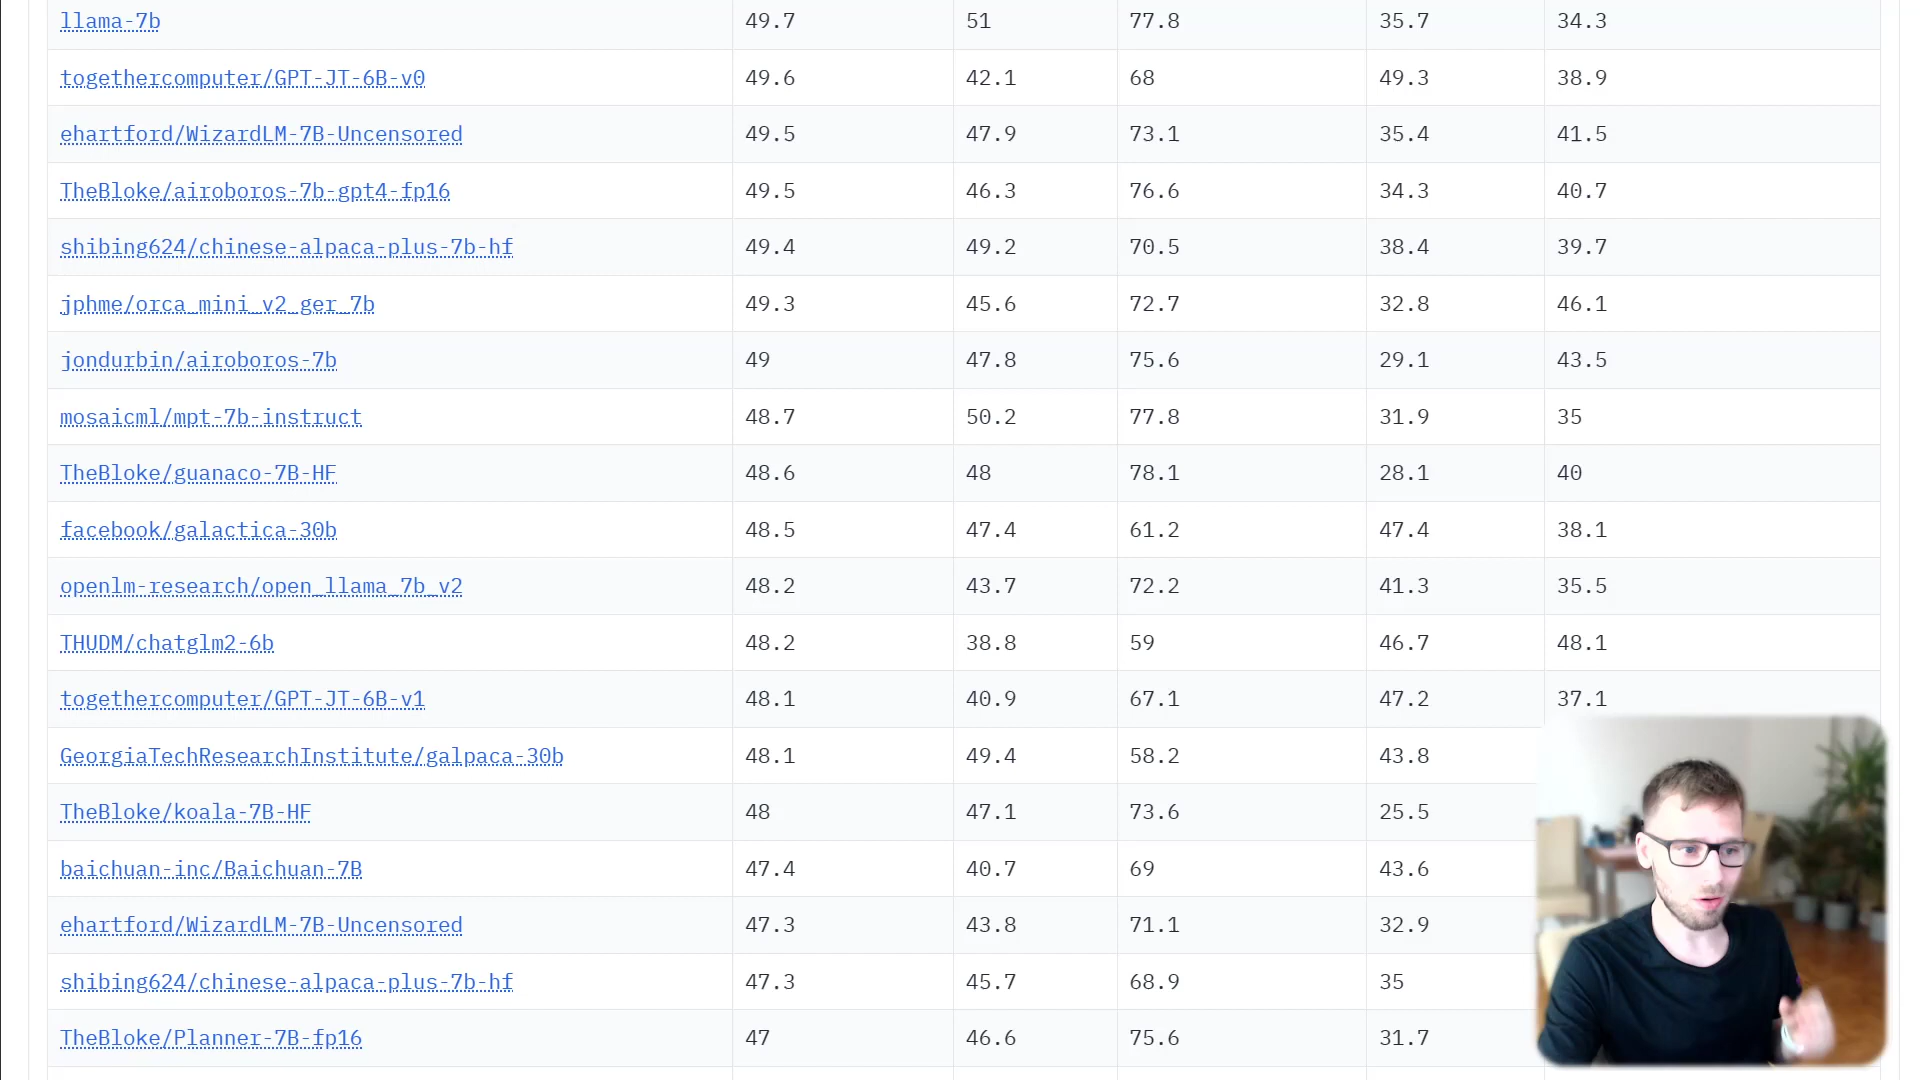 llama-7b 49.7 51 77.8 35.7 34.3
togethercomputer/GPT-JT-6B-v0 49.6 42.1 68 49.3 38.9
ehartford/WizardLM-7B-Uncensored 49.5 47.9 73.1 35.4 41.5
TheBloke/airoboros-7b-gpt4-fp16 49.5 46.3 76.6 34.3 40.7
shibing624/chinese-alpaca-plus-7b-hf 49.4 49.2 70.5 38.4 39.7
jphme/orca_mini_v2_ger_7b 49.3 45.6 72.7 32.8 46.1
jondurbin/airoboros-7b 49 47.8 75.6 29.1 43.5
mosaicml/mpt-7b-instruct 48.7 50.2 77.8 31.9 35
TheBloke/guanaco-7B-HF 48.6 48 78.1 28.1 40
facebook/galactica-30b 48.5 47.4 61.2 47.4 38.1
openlm-research/open_llama_7b_v2 48.2 43.7 72.2 41.3 35.5
THUDM/chatglm2-6b 48.2 38.8 59 46.7 48.1
togethercomputer/GPT-JT-6B-v1 48.1 40.9 67.1 47.2 37.1
GeorgiaTechResearchInstitute/galpaca-30b 48.1 49.4 58.2 43.8
TheBloke/koala-7B-HF 48 47.1 73.6 25.5
baichuan-inc/Baichuan-7B 47.4 40.7 69 43.6
ehartford/WizardLM-7B-Uncensored 47.3 43.8 71.1 32.9
shibing624/chinese-alpaca-plus-7b-hf 47.3 45.7 68.9 35
TheBloke/Planner-7B-fp16 47 46.6 75.6 31.7